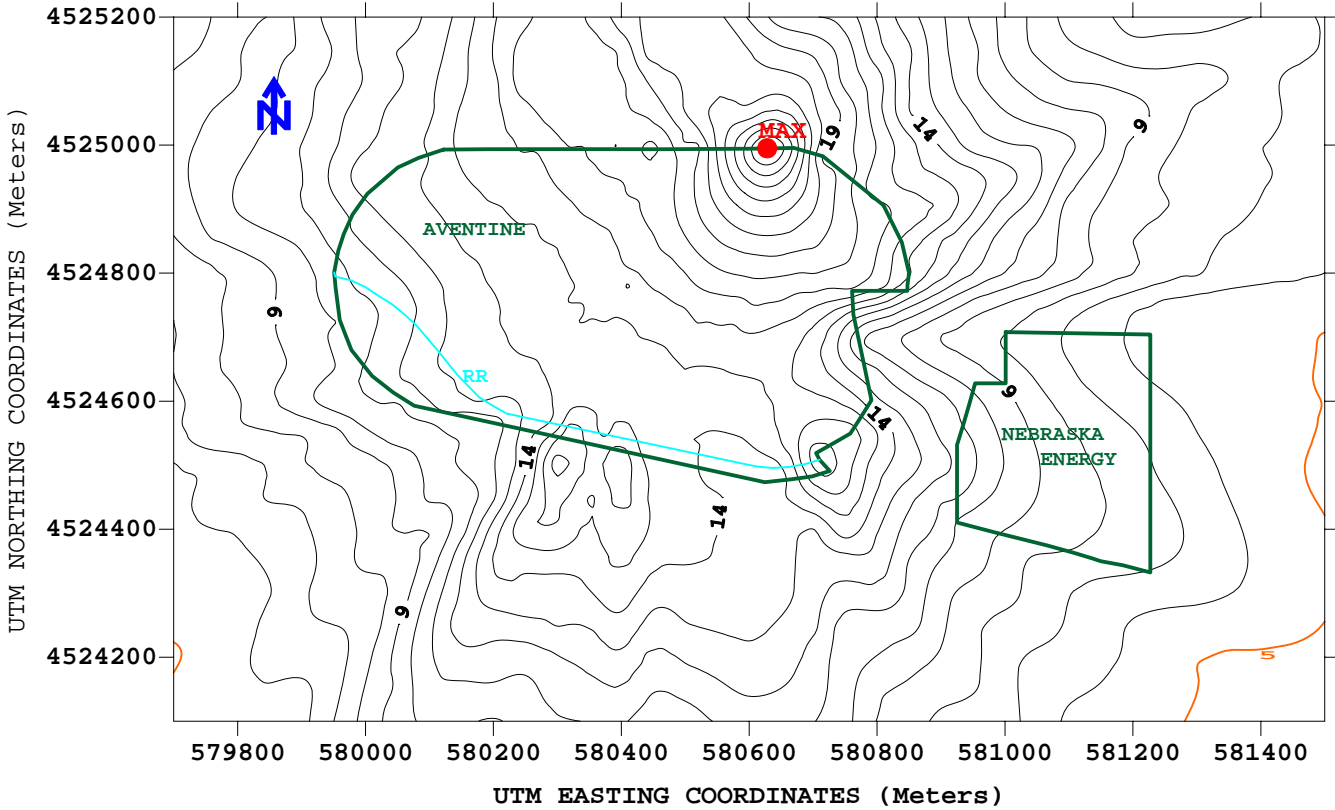 4525200
4525000
4524800
4524600
4524400
4524200
UTM NORTHING COORDINATES (Meters)
N
MAX
19
14
9
AVENTINE
9
RR
9
14
14
NEBRASKA
ENERGY
14
9
5
579800 580000 580200 580400 580600 580800 581000 581200 581400
UTM EASTING COORDINATES (Meters)